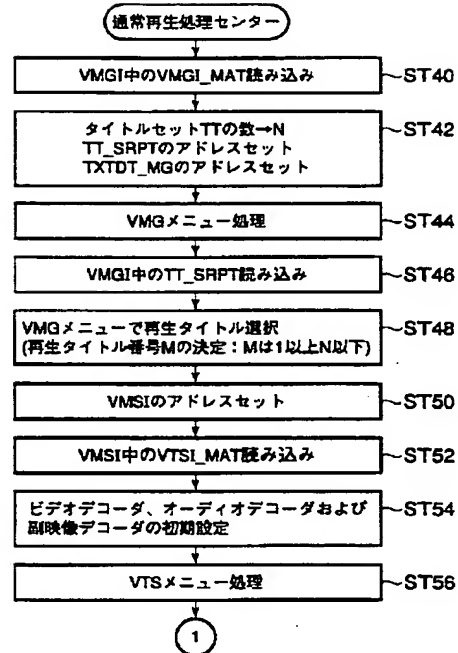 通常再生処理センター
VMGI中のVMGI_MAT読み込み
ST40
タイトルセットTTの数→N
TT_SRPTのアドレスセット
TXTDT_MGのアドレスセット
ST42
VMGメニュー処理
ST44
VMGI中のTT_SRPT読み込み
ST46
VMGメニューで再生タイトル選択
(再生タイトル番号Mの決定：Mは1以上N以下)
ST48
VMSIのアドレスセット
ST50
VMSI中のVTSI_MAT読み込み
ST52
ビデオデコーダ、オーディオデコーダおよび
副映像デコーダの初期設定
ST54
VTSメニュー処理
ST56
1